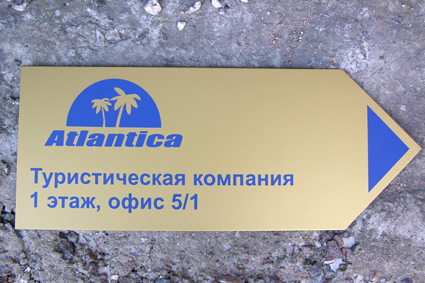 Atlantica
Туристическая компания
1 этаж, офис 5/1